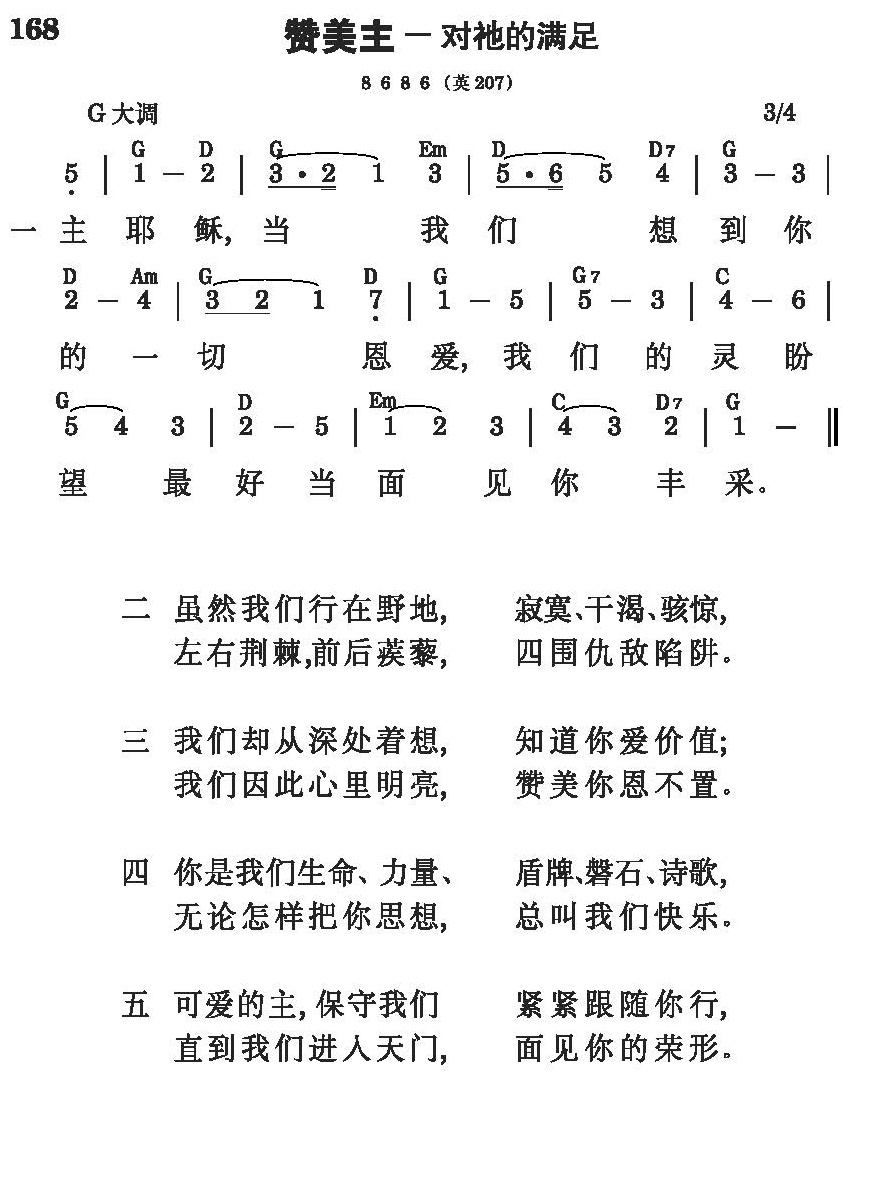 168
赞美主 － 对祂的满足
8 6 8 6 (英207)
G大调 3/4
G D G Em D D7 G
5 | 1 － 2 | 3 · 2 1 3 | 5 · 6 5 4 | 3 － 3 |
一 主 耶 稣, 当 我 们 想 到 你
D Am G D G G7 C
2 － 4 | 3 2 1 7 | 1 － 5 | 5 － 3 | 4 － 6 |
的 一 切 恩 爱, 我 们 的 灵 盼
G D Em C D7 G
5 4 3 | 2 － 5 | 1 2 3 | 4 3 2 | 1 － ‖
望 最 好 当 面 见 你 丰 采。
二 虽然我们行在野地, 寂寞、干渴、骇惊,
左右荆棘,前后蒺藜, 四围仇敌陷阱。
三 我们却从深处着想, 知道你爱价值;
我们因此心里明亮, 赞美你恩不置。
四 你是我们生命、力量、 盾牌、磐石、诗歌,
无论怎样把你思想, 总叫我们快乐。
五 可爱的主, 保守我们 紧紧跟随你行,
直到我们进入天门, 面见你的荣形。